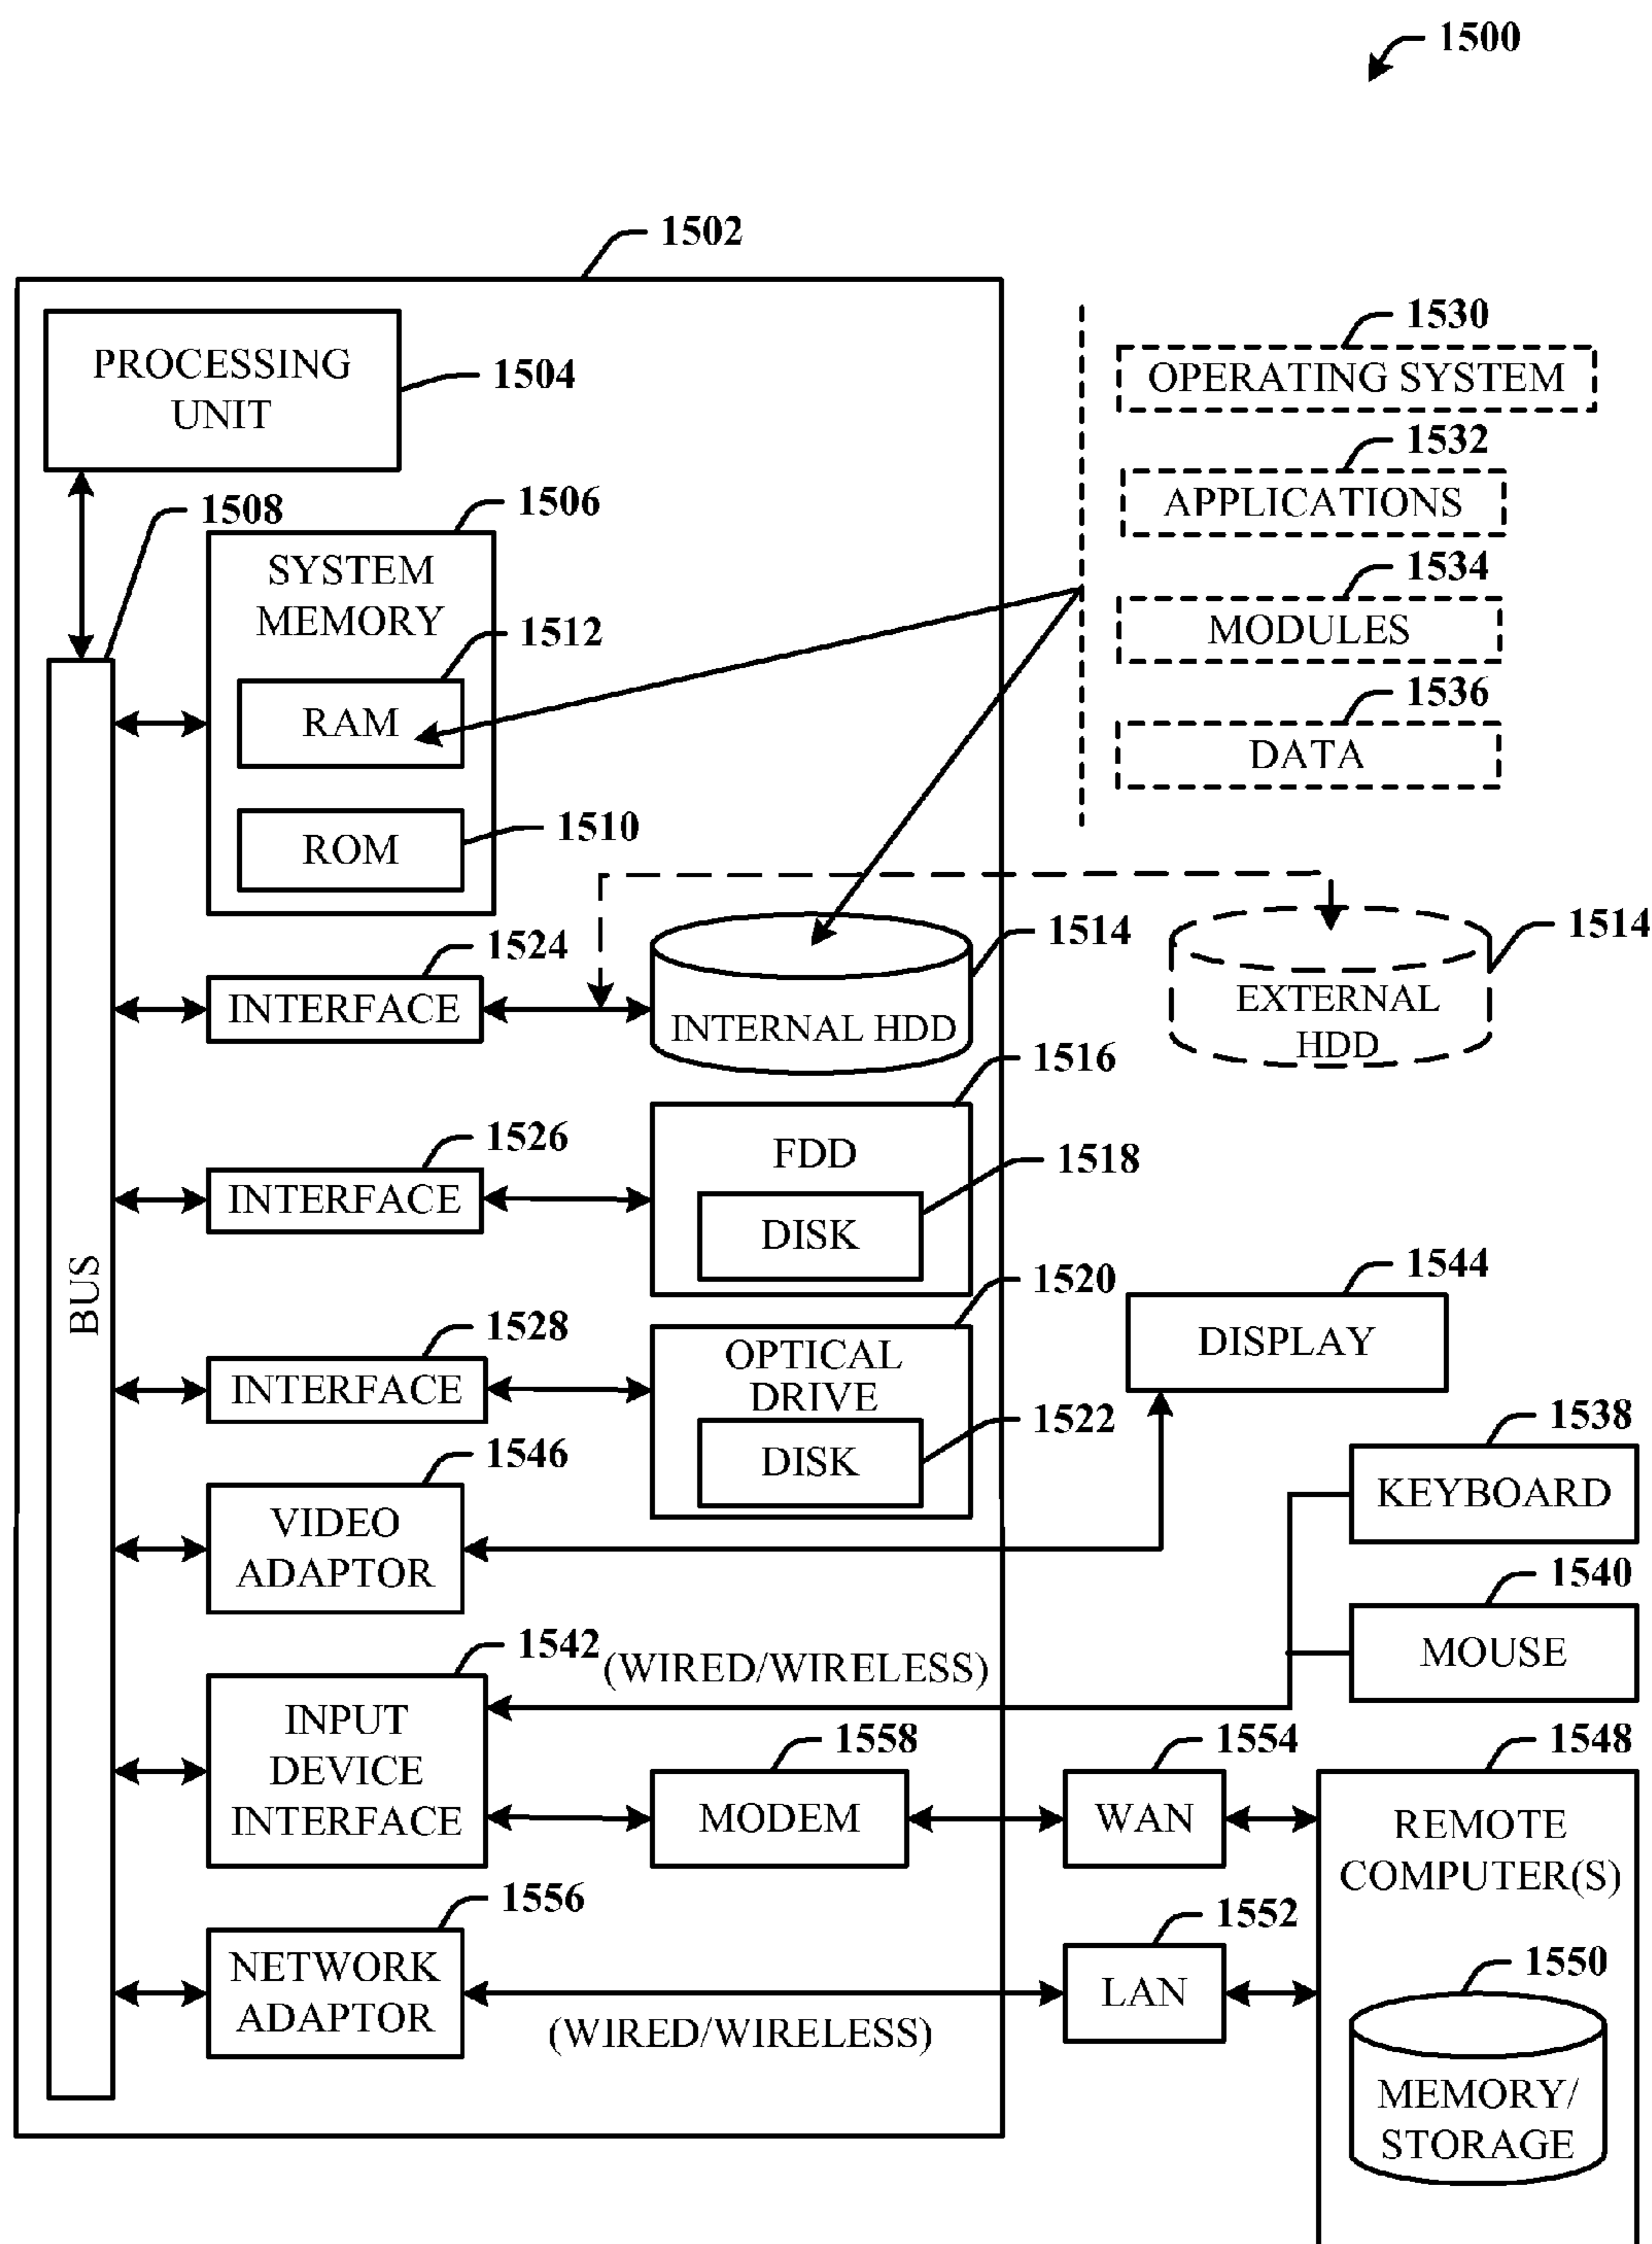 1500
1502
PROCESSING
UNIT
1504
1530
OPERATING SYSTEM
1532
APPLICATIONS
1534
MODULES
1536
DATA
1508
1506
SYSTEM
MEMORY
1512
RAM
1510
ROM
1524
INTERFACE
1514
INTERNAL HDD
1514
EXTERNAL
HDD
1516
FDD
1518
DISK
1526
INTERFACE
BUS
1520
OPTICAL
DRIVE
1522
DISK
1528
INTERFACE
1544
DISPLAY
1546
VIDEO
ADAPTOR
1538
KEYBOARD
1540
MOUSE
1542
(WIRED/WIRELESS)
INPUT
DEVICE
INTERFACE
1558
MODEM
1554
WAN
1548
REMOTE
COMPUTER(S)
1556
NETWORK
ADAPTOR
(WIRED/WIRELESS)
1552
LAN
1550
MEMORY/
STORAGE